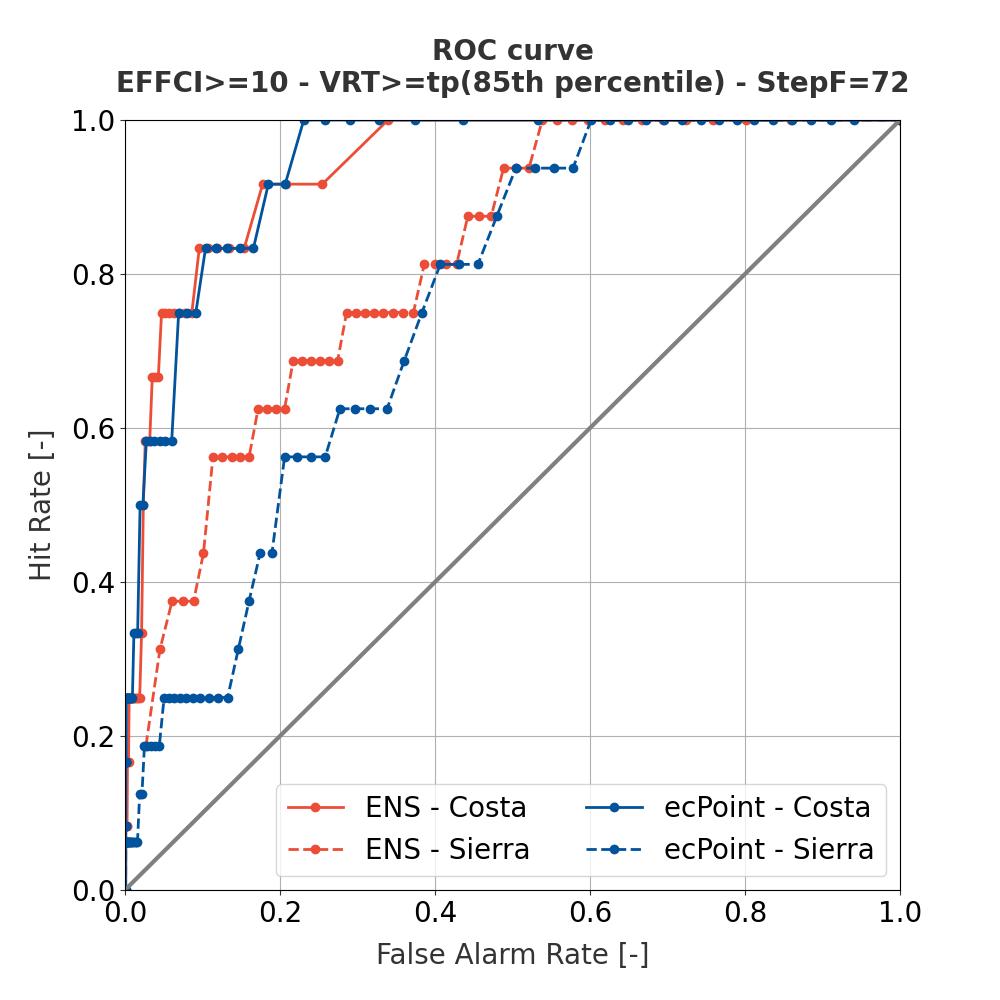 ROC curve
EFFCI>=10 - VRT>=tp(85th percentile) - StepF=72
1.0
0.8
0.6
0.4
0.2
0.0
Hit Rate [-]
0.0 0.2 0.4 0.6 0.8 1.0
False Alarm Rate [-]
ENS - Costa
ENS - Sierra
ecPoint - Costa
ecPoint - Sierra